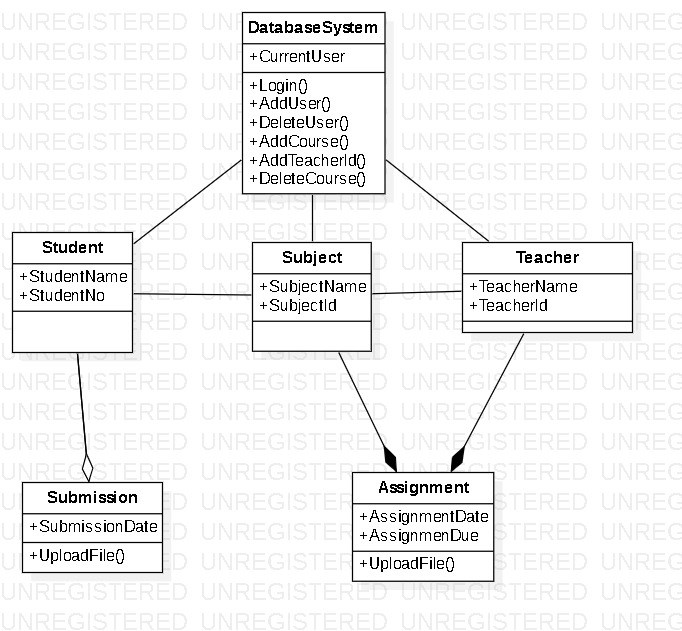 DatabaseSystem
+CurrentUser
+Login()
+AddUser()
+DeleteUser()
+AddCourse()
+AddTeacherId()
+DeleteCourse()
Student
+StudentName
+StudentNo
Subject
+SubjectName
+SubjectId
Teacher
+TeacherName
+TeacherId
Submission
+SubmissionDate
+UploadFile()
Assignment
+AssignmentDate
+AssignmenDue
+UploadFile()
UNREGISTERED